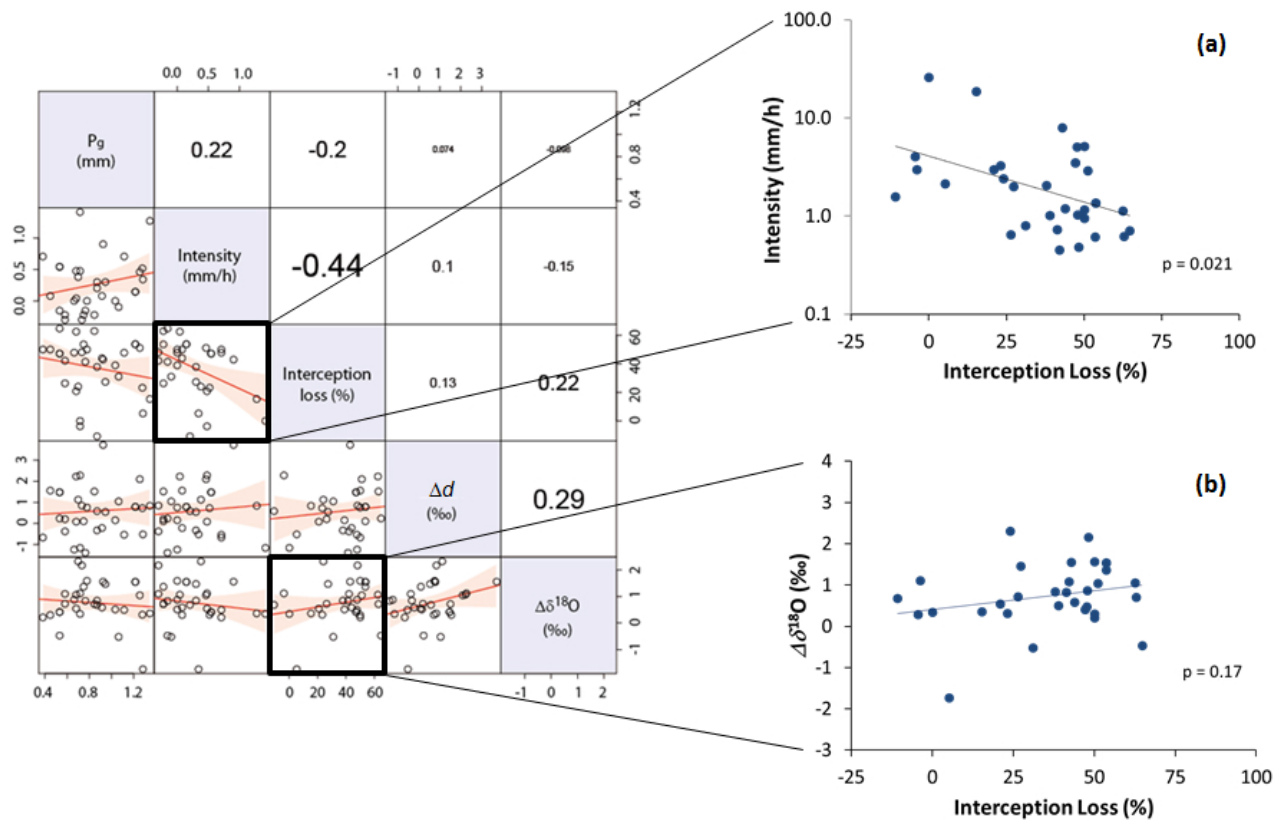 0.0 0.5 1.0
-1 0 1 2 3
Pg
(mm)
0.22
-0.2
0.074
-0.098
0.4 0.8 1.2
0.0 0.5 1.0
Intensity
(mm/h)
-0.44
0.1
-0.15
Interception
loss (%)
0.13
0.22
0 20 40 60
-1 0 1 2 3
Δd
(‰)
0.29
Δδ¹⁸O
(‰)
-1 0 1 2
0.4 0.8 1.2
0 20 40 60
-1 0 1 2
(a)
100.0
10.0
1.0
0.1
Intensity (mm/h)
p = 0.021
-25 0 25 50 75 100
Interception Loss (%)
(b)
4
3
2
1
0
-1
-2
-3
Δδ¹⁸O (‰)
p = 0.17
-25 0 25 50 75 100
Interception Loss (%)